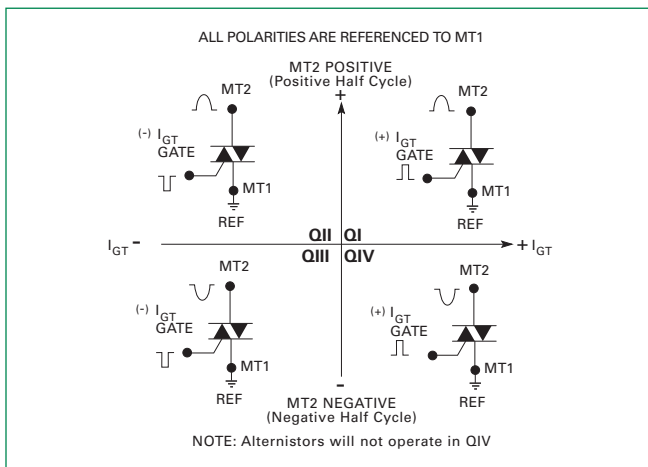 ALL POLARITIES ARE REFERENCED TO MT1
MT2 POSITIVE
(Positive Half Cycle)
+
MT2
(-) IGT
GATE
MT1
REF
MT2
(+) IGT
GATE
MT1
REF
IGT -
QII QI
QIII QIV
+ IGT
MT2
(-) IGT
GATE
MT1
REF
MT2
(+) IGT
GATE
MT1
REF
-
MT2 NEGATIVE
(Negative Half Cycle)
NOTE: Alternistors will not operate in QIV